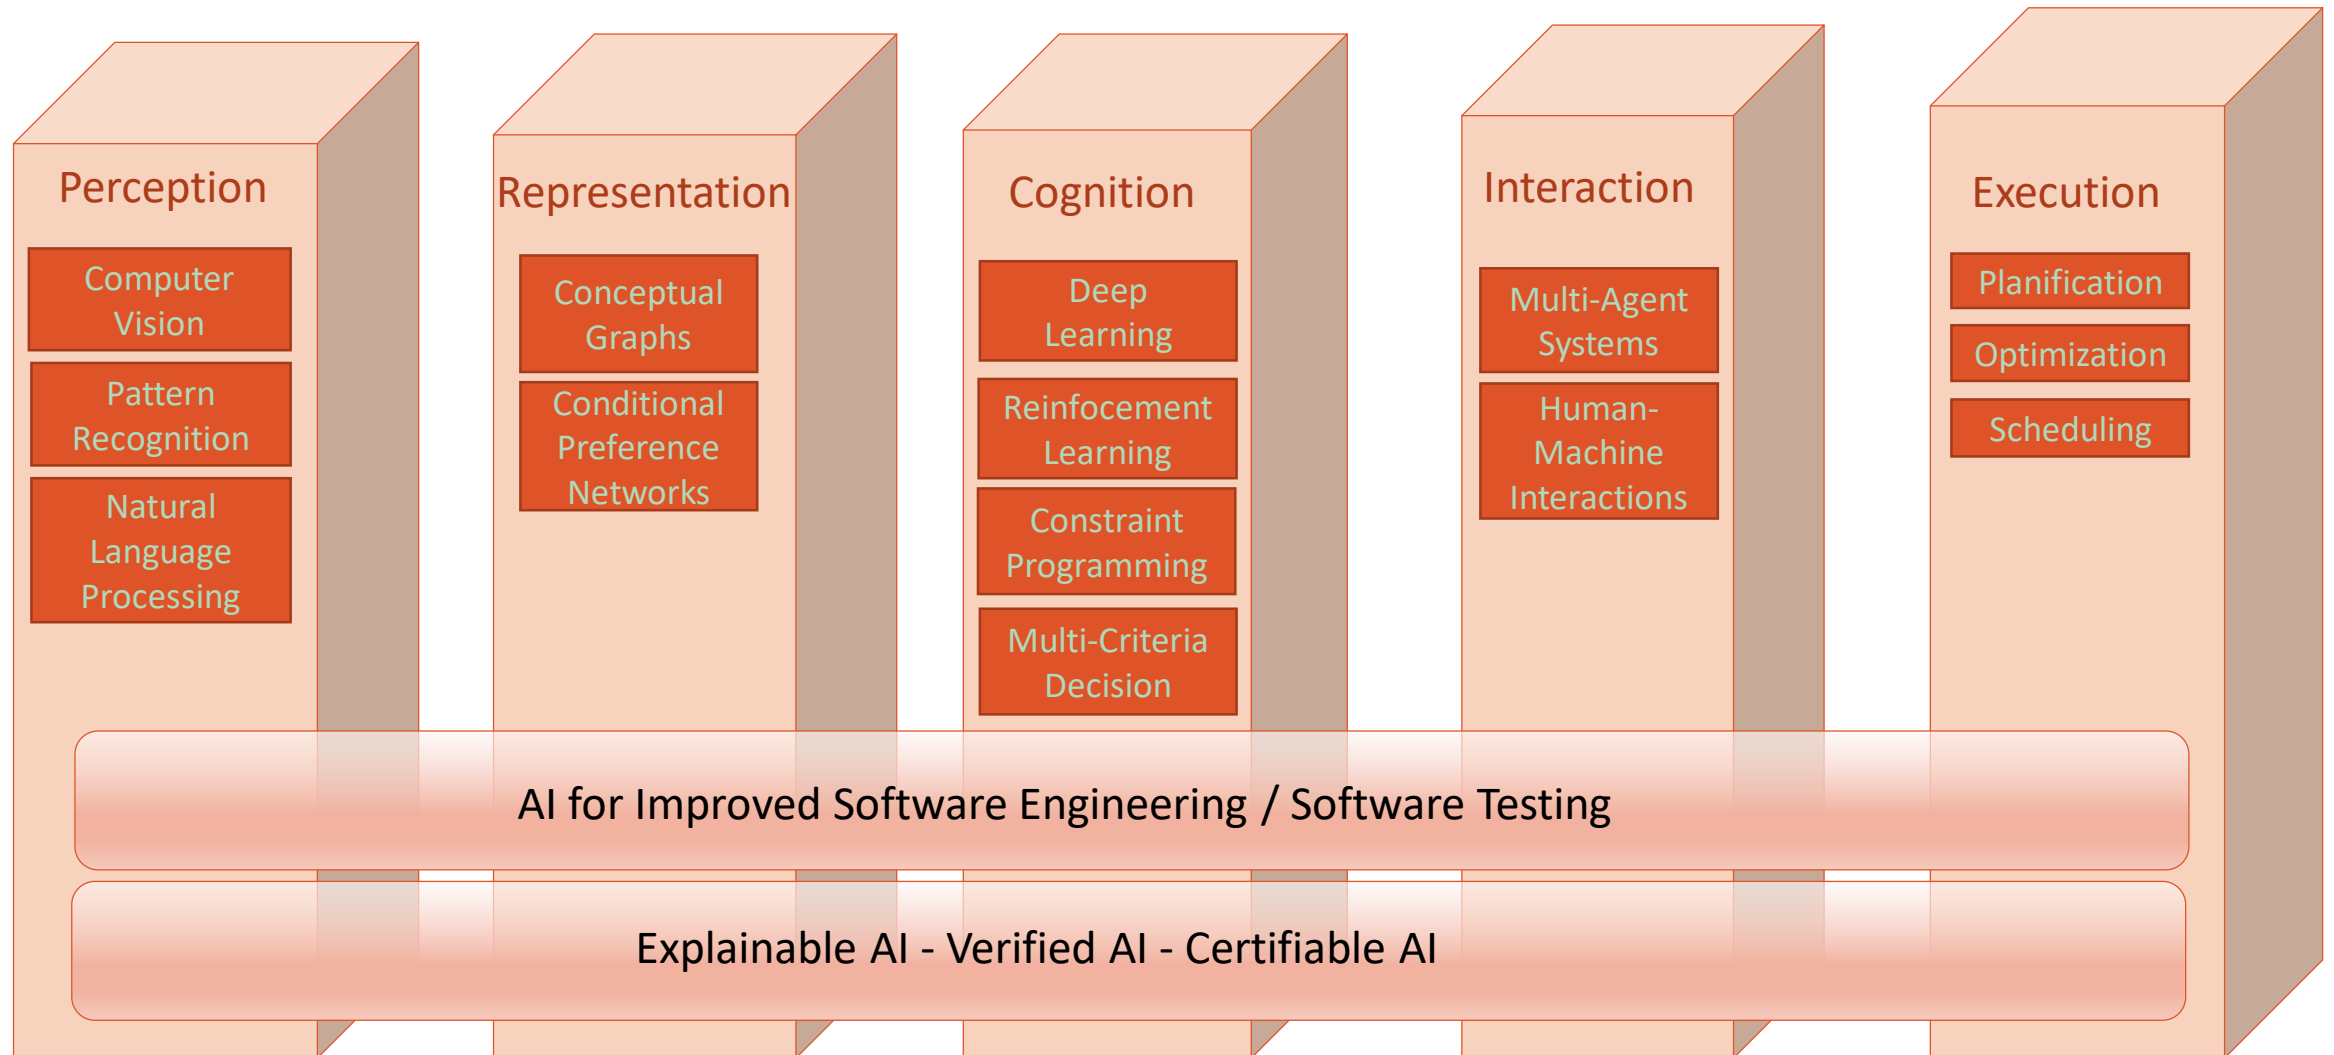 Perception
Computer
Vision
Pattern
Recognition
Natural
Language
Processing
Representation
Conceptual
Graphs
Conditional
Preference
Networks
Cognition
Deep
Learning
Reinfocement
Learning
Constraint
Programming
Multi-Criteria
Decision
Interaction
Multi-Agent
Systems
Human-
Machine
Interactions
Execution
Planification
Optimization
Scheduling
AI for Improved Software Engineering / Software Testing
Explainable AI - Verified AI - Certifiable AI